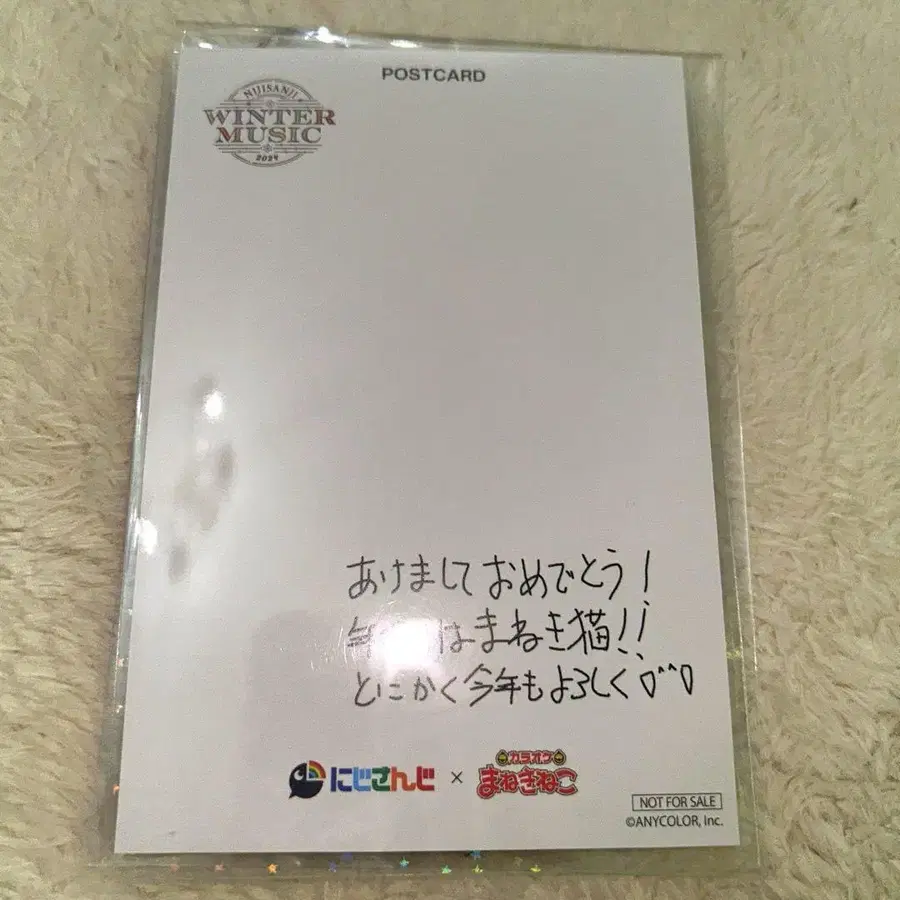 POSTCARD
NIJISANJI
WINTER
MUSIC
2024
あけましておめでとう!
はまねき猫!!
とにかく今年もよろしく
にじさんじ × カラオケ まねきねこ
NOT FOR SALE
©ANYCOLOR, Inc.